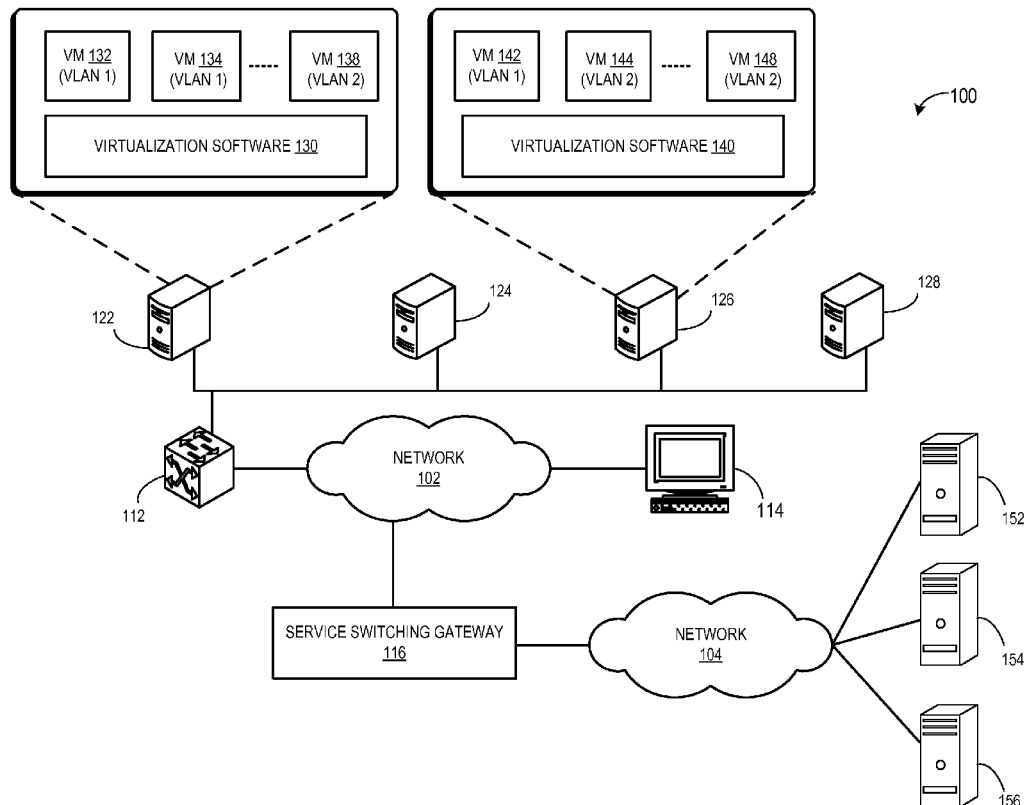 VM 132
(VLAN 1)
VM 134
(VLAN 1)
VM 138
(VLAN 2)
VIRTUALIZATION SOFTWARE 130
VM 142
(VLAN 1)
VM 144
(VLAN 2)
VM 148
(VLAN 2)
VIRTUALIZATION SOFTWARE 140
100
122
124
126
128
112
NETWORK
102
114
SERVICE SWITCHING GATEWAY
116
NETWORK
104
152
154
156